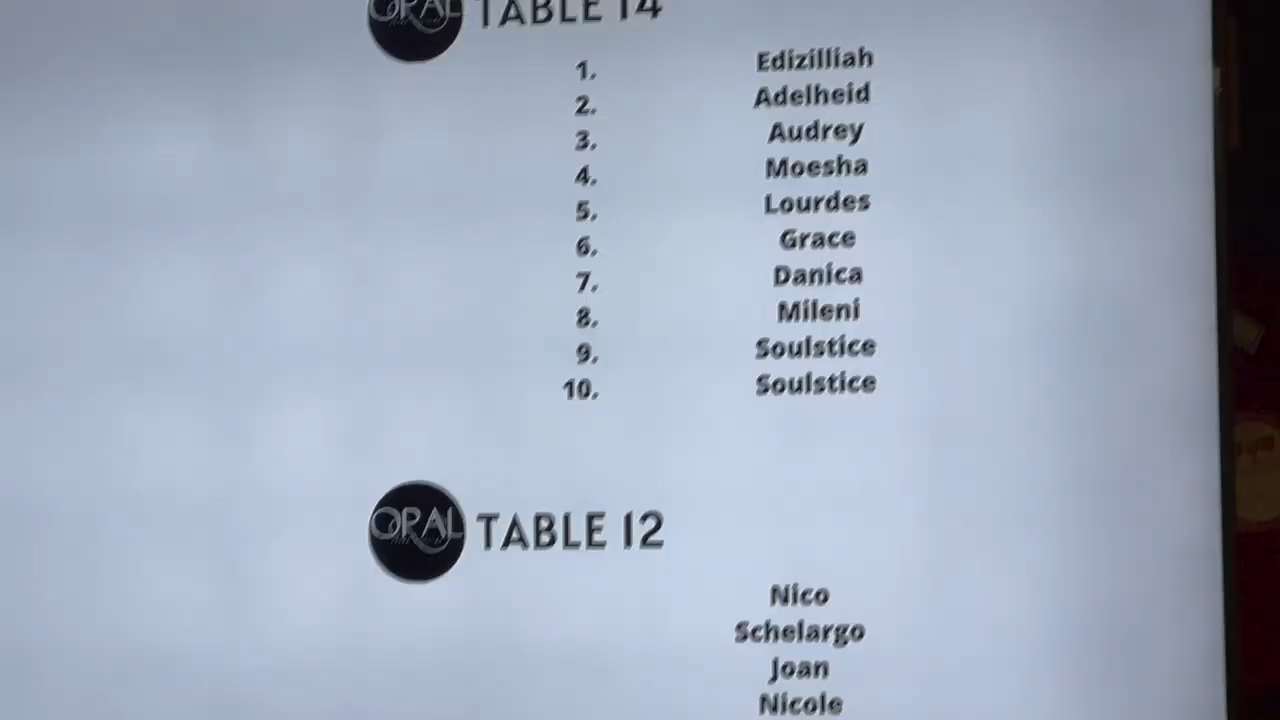 ORAL TABLE 14
1. Edizilliah
2. Adelheid
3. Audrey
4. Moesha
5. Lourdes
6. Grace
7. Danica
8. Mileni
9. Soulstice
10. Soulstice
ORAL TABLE 12
Nico
Schelargo
Joan
Nicole